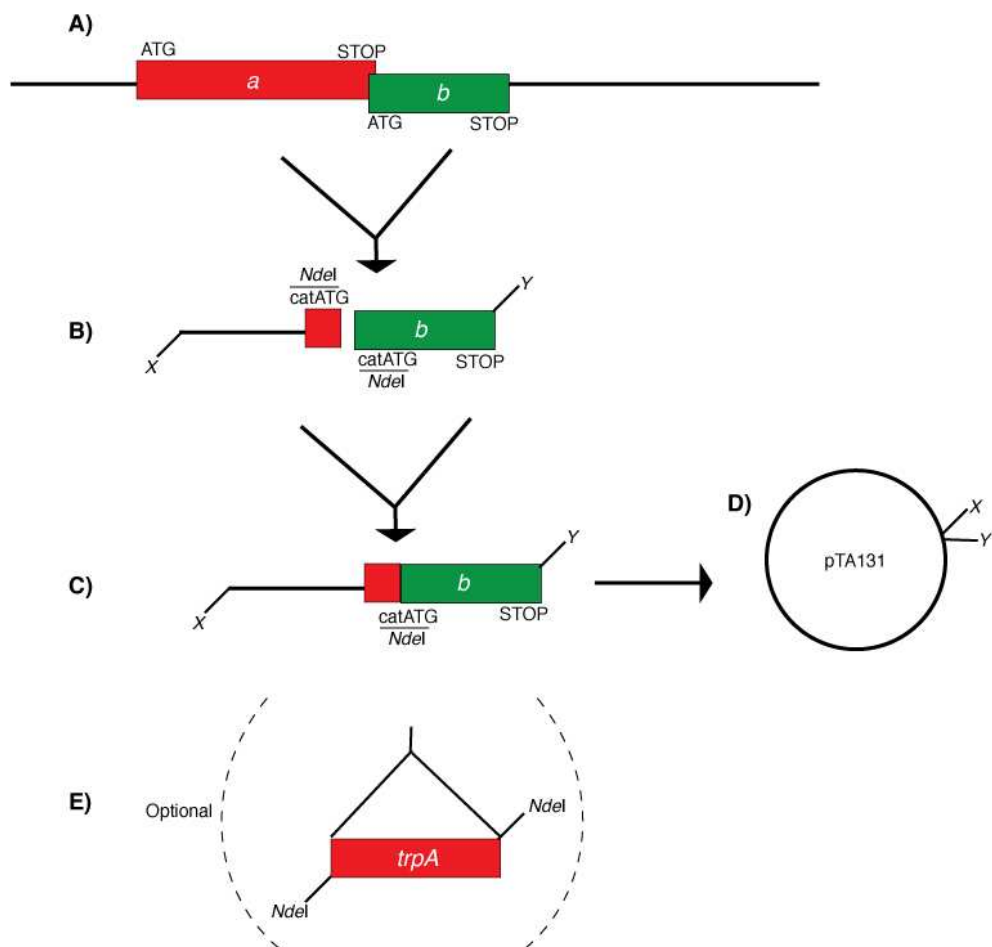 A)
ATG
STOP
a
b
ATG
STOP
NdeI
catATG
Y
B)
b
X
catATG
STOP
NdeI
D)
X
Y
pTA131
Y
C)
b
X
catATG
STOP
NdeI
E)
Optional
NdeI
trpA
NdeI